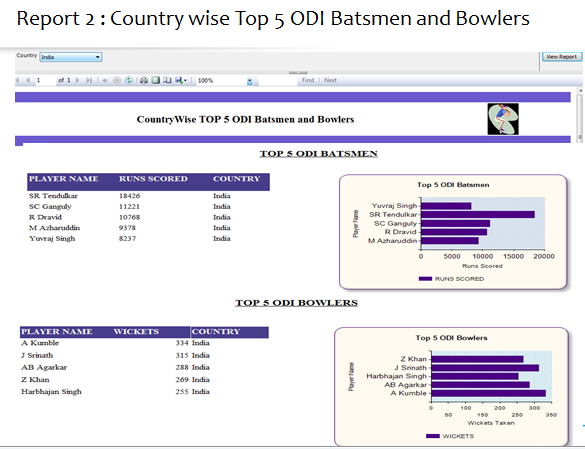 Report 2 : Country wise Top 5 ODI Batsmen and Bowlers
Country India View Report
1 of 1 100% Find | Next
CountryWise TOP 5 ODI Batsmen and Bowlers
TOP 5 ODI BATSMEN
PLAYER NAME RUNS SCORED COUNTRY
SR Tendulkar 18426 India
SC Ganguly 11221 India
R Dravid 10768 India
M Azharuddin 9378 India
Yuvraj Singh 8237 India
Top 5 ODI Batsmen
Player Name
Yuvraj Singh
SR Tendulkar
SC Ganguly
R Dravid
M Azharuddin
0 5000 10000 15000 20000
Runs Scored
RUNS SCORED
TOP 5 ODI BOWLERS
PLAYER NAME WICKETS COUNTRY
A Kumble 334 India
J Srinath 315 India
AB Agarkar 288 India
Z Khan 269 India
Harbhajan Singh 255 India
Top 5 ODI Bowlers
Player Name
Z Khan
J Srinath
Harbhajan Singh
AB Agarkar
A Kumble
0 100 200 300
50 150 250 350
Wickets Taken
WICKETS